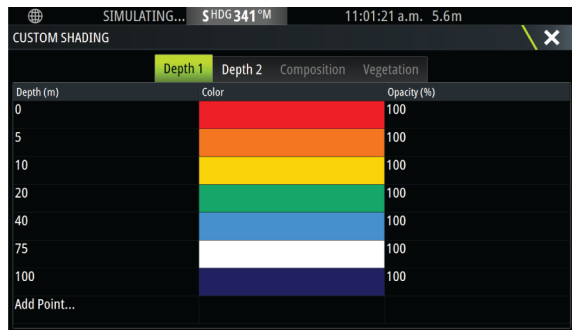 SIMULATING... SHDG 341°M 11:01:21 a.m. 5.6m
CUSTOM SHADING
Depth 1 Depth 2 Composition Vegetation
Depth (m) Color Opacity (%)
0 100
5 100
10 100
20 100
40 100
75 100
100 100
Add Point...